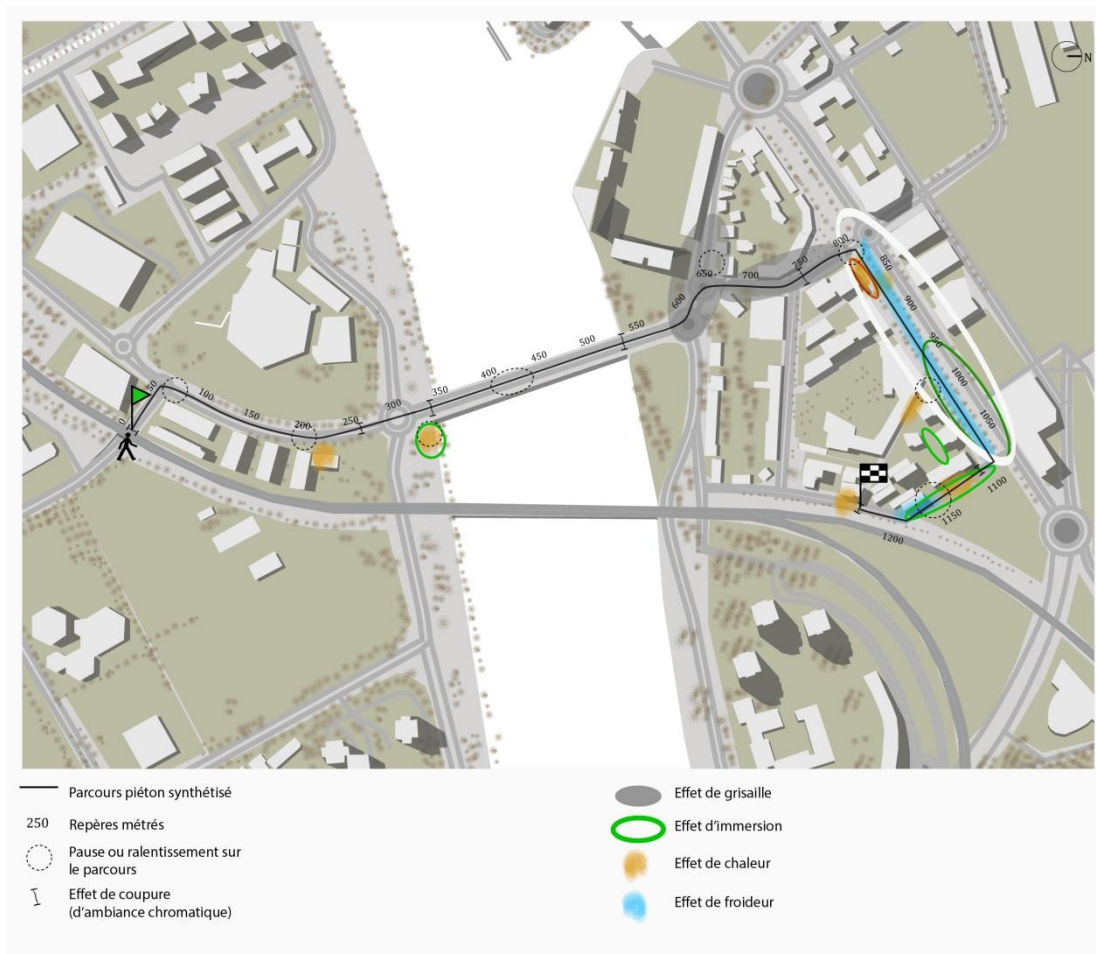 N
0
50
100
150
200
250
300
350
400
450
500
550
600
650
700
750
800
850
900
950
1000
1050
1100
1150
1200
Parcours piéton synthétisé
250 Repères métrés
Pause ou ralentissement sur
le parcours
Effet de coupure
(d'ambiance chromatique)
Effet de grisaille
Effet d'immersion
Effet de chaleur
Effet de froideur